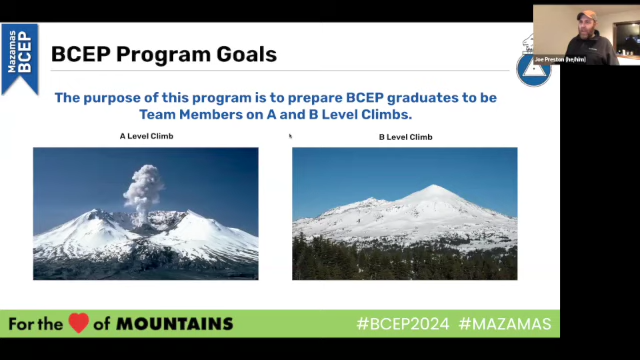 Mazamas
BCEP
BCEP Program Goals
The purpose of this program is to prepare BCEP graduates to be
Team Members on A and B Level Climbs.
A Level Climb
B Level Climb
For the ❤ of MOUNTAINS
#BCEP2024 #MAZAMAS
Joe Preston (he/him)